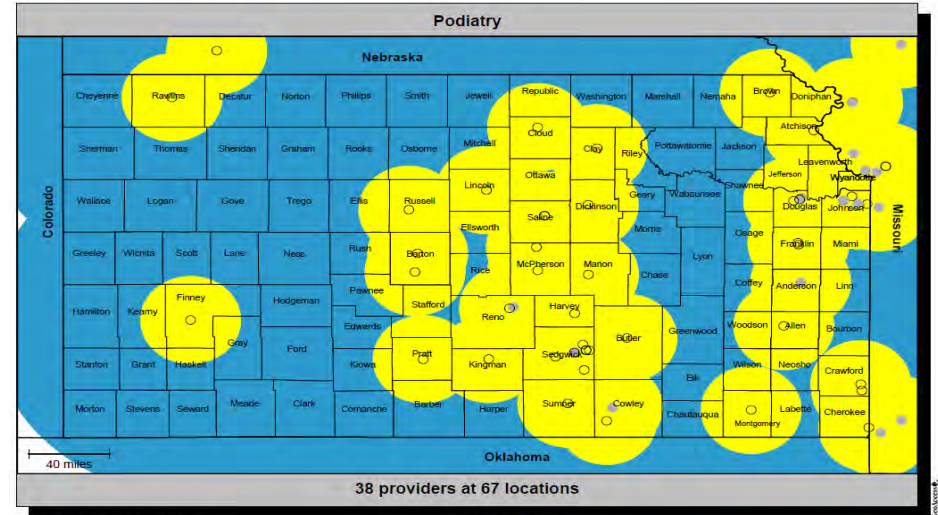 Podiatry
Nebraska
Cheyenne Rawlins Decatur Norton Phillips Smith Jewell Republic Washington Marshall Nemaha Brown Doniphan
Atchison
Sherman Thomas Sheridan Graham Rooks Osborne Mitchell Cloud Clay Riley Pottawatomie Jackson
Leavenworth
Jefferson Wyandotte
Lincoln Ottawa
Wallace Logan Gove Trego Ellis Russell Saline Dickinson Geary Wabaunsee Shawnee Douglas Johnson
Colorado
Missouri
Ellsworth Morris Osage
Greeley Wichita Scott Lane Ness Rush Barton Rice McPherson Marion Chase Lyon Franklin Miami
Pawnee Coffey Anderson Linn
Hamilton Kearny Finney Hodgeman Stafford Reno Harvey
Edwards Greenwood Woodson Allen Bourbon
Gray Ford
Stanton Grant Haskell Kiowa Pratt Kingman Sedgwick Butler Elk Wilson Neosho Crawford
Morton Stevens Seward Meade Clark Comanche Barber Harper Sumner Cowley Chautauqua Montgomery Labette Cherokee
40 miles
Oklahoma
38 providers at 67 locations